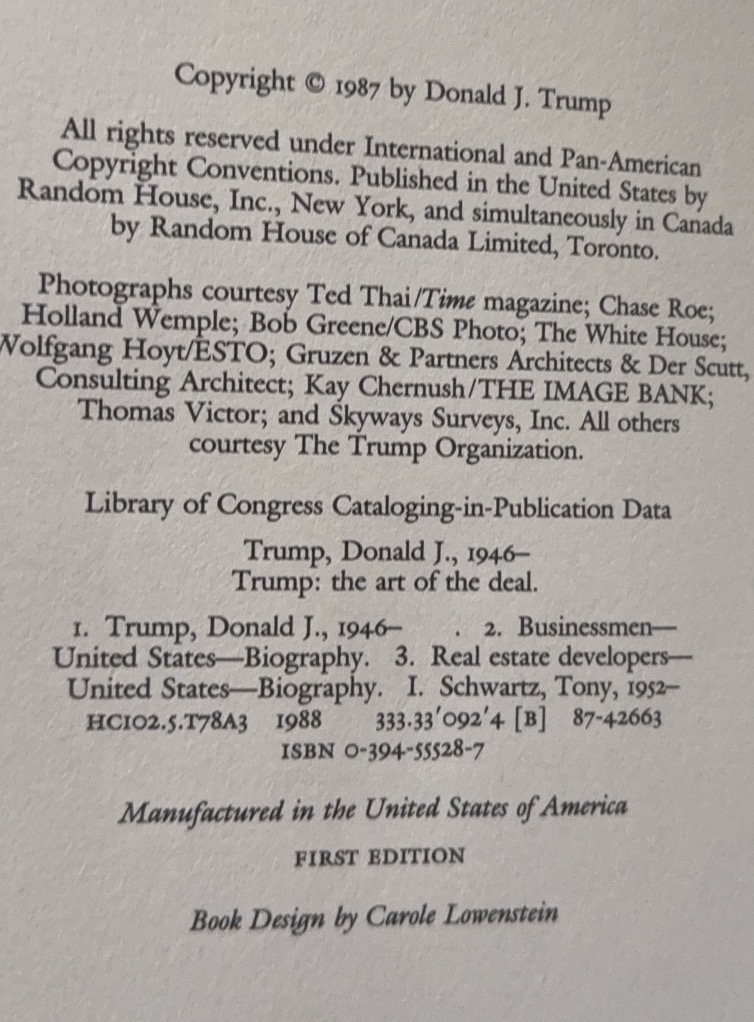 Copyright © 1987 by Donald J. Trump
All rights reserved under International and Pan-American
Copyright Conventions. Published in the United States by
Random House, Inc., New York, and simultaneously in Canada
by Random House of Canada Limited, Toronto.
Photographs courtesy Ted Thai/Time magazine; Chase Roe;
Holland Wemple; Bob Greene/CBS Photo; The White House;
Wolfgang Hoyt/ESTO; Gruzen & Partners Architects & Der Scutt,
Consulting Architect; Kay Chernush/THE IMAGE BANK;
Thomas Victor; and Skyways Surveys, Inc. All others
courtesy The Trump Organization.
Library of Congress Cataloging-in-Publication Data
Trump, Donald J., 1946–
Trump: the art of the deal.
1. Trump, Donald J., 1946– . 2. Businessmen—
United States—Biography. 3. Real estate developers—
United States—Biography. I. Schwartz, Tony, 1952–
HC102.5.T78A3 1988 333.33'092'4 [B] 87-42663
ISBN 0-394-55528-7
Manufactured in the United States of America
FIRST EDITION
Book Design by Carole Lowenstein